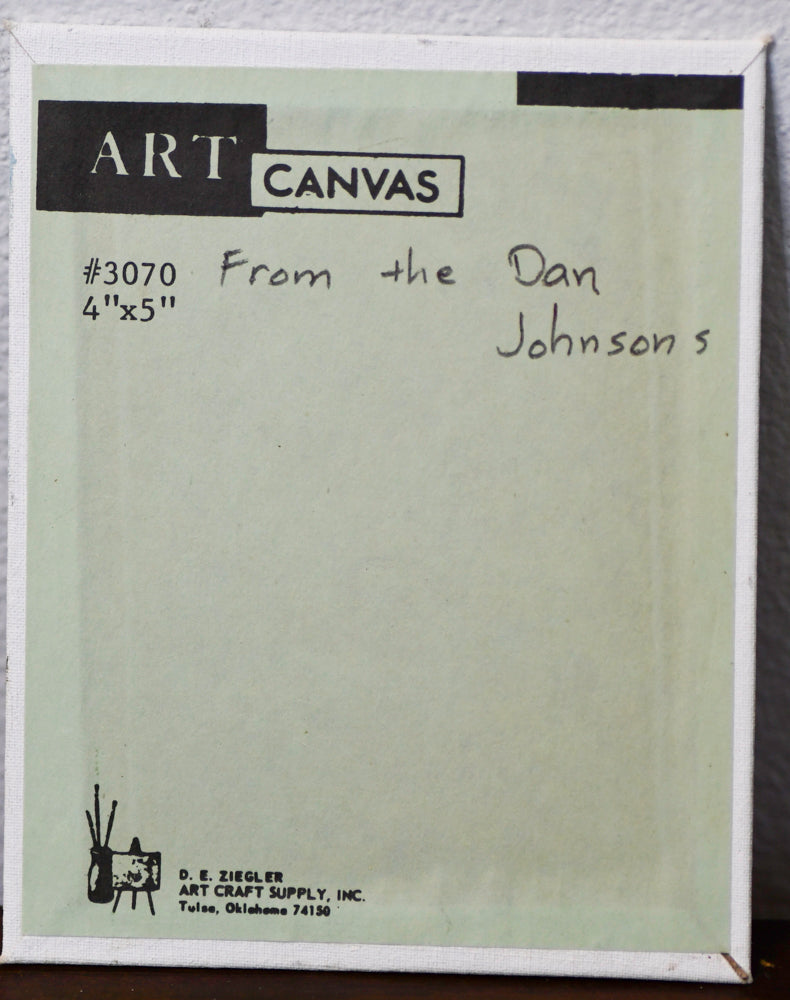 ART CANVAS
#3070 From the Dan
4"x5"
Johnsons
D. E. ZIEGLER
ART CRAFT SUPPLY, INC.
Tulsa, Oklahoma 74150